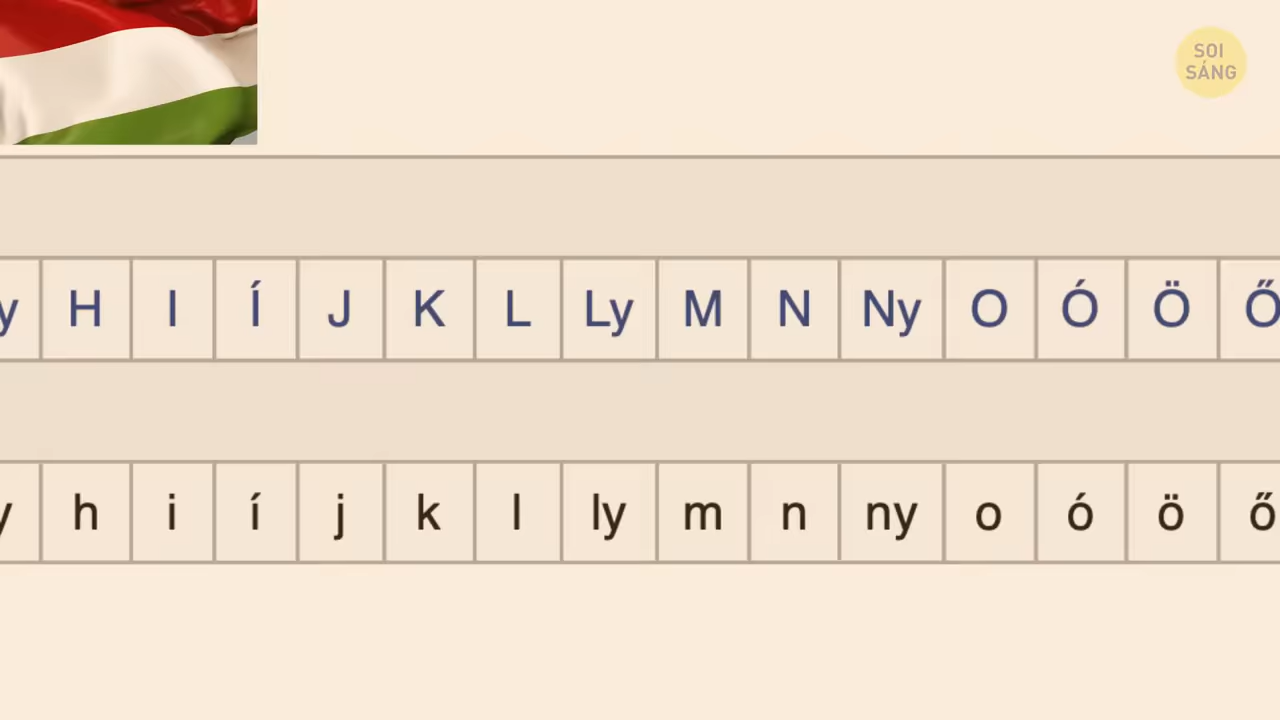 SOI
SÁNG
y H I Í J K L Ly M N Ny O Ó Ö Ő
y h i í j k l ly m n ny o ó ö ő